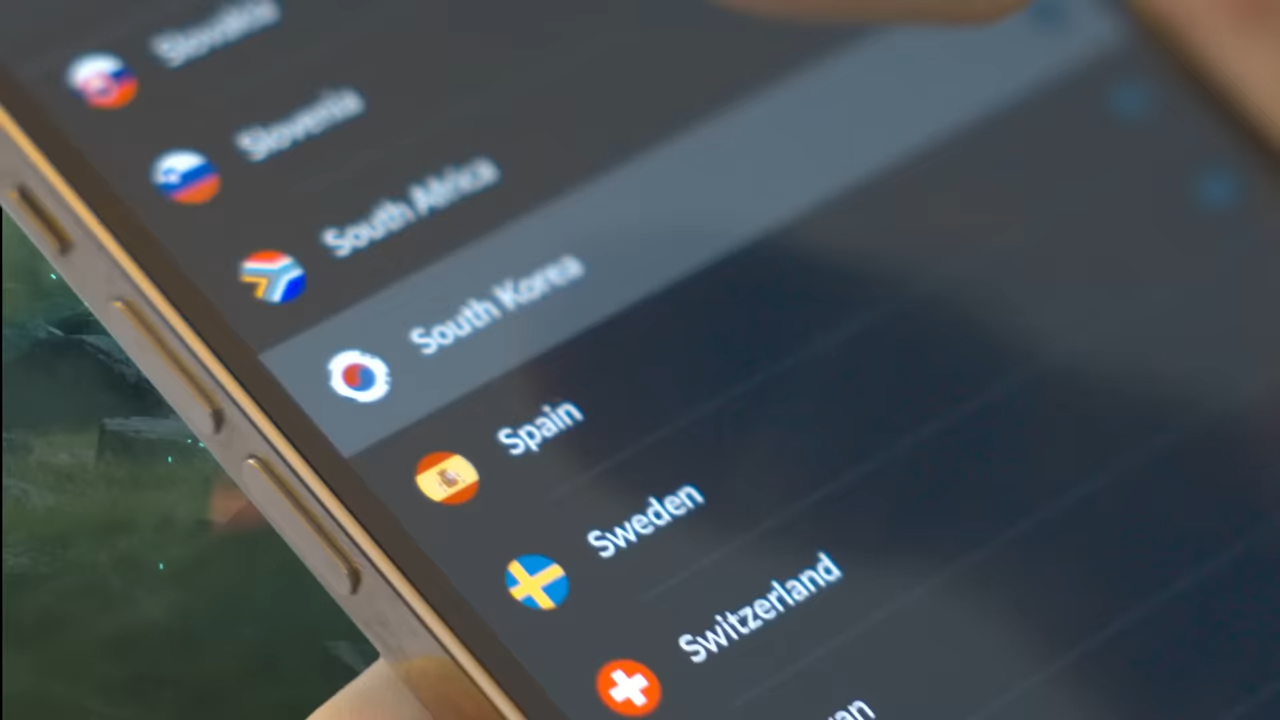 Slovakia
Slovenia
South Africa
South Korea
Spain
Sweden
Switzerland